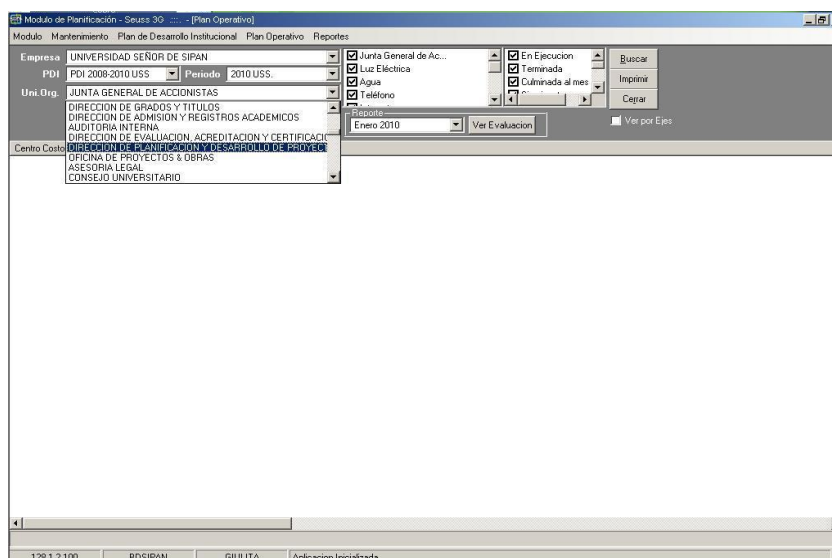 Modulo de Planificación - Seuss 3G .::::. - [Plan Operativo]
Modulo Mantenimiento Plan de Desarrollo Institucional Plan Operativo Reportes
Empresa UNIVERSIDAD SEÑOR DE SIPAN
PDI PDI 2008-2010 USS Periodo 2010 USS.
Uni.Org. JUNTA GENERAL DE ACCIONISTAS
DIRECCION DE GRADOS Y TITULOS
DIRECCION DE ADMISION Y REGISTROS ACADEMICOS
AUDITORIA INTERNA
DIRECCION DE EVALUACION, ACREDITACION Y CERTIFICACI
DIRECCION DE PLANIFICACION Y DESARROLLO DE PROYECT
OFICINA DE PROYECTOS & OBRAS
ASESORIA LEGAL
CONSEJO UNIVERSITARIO
Centro Costo
Junta General de Ac...
Luz Eléctrica
Agua
Teléfono
En Ejecucion
Terminada
Culminada al mes
Buscar
Imprimir
Cerrar
Reporte
Enero 2010 Ver Evaluacion
Ver por Ejes
128.1.2.100 BDSIPAN GIULITA Aplicacion Inicializada